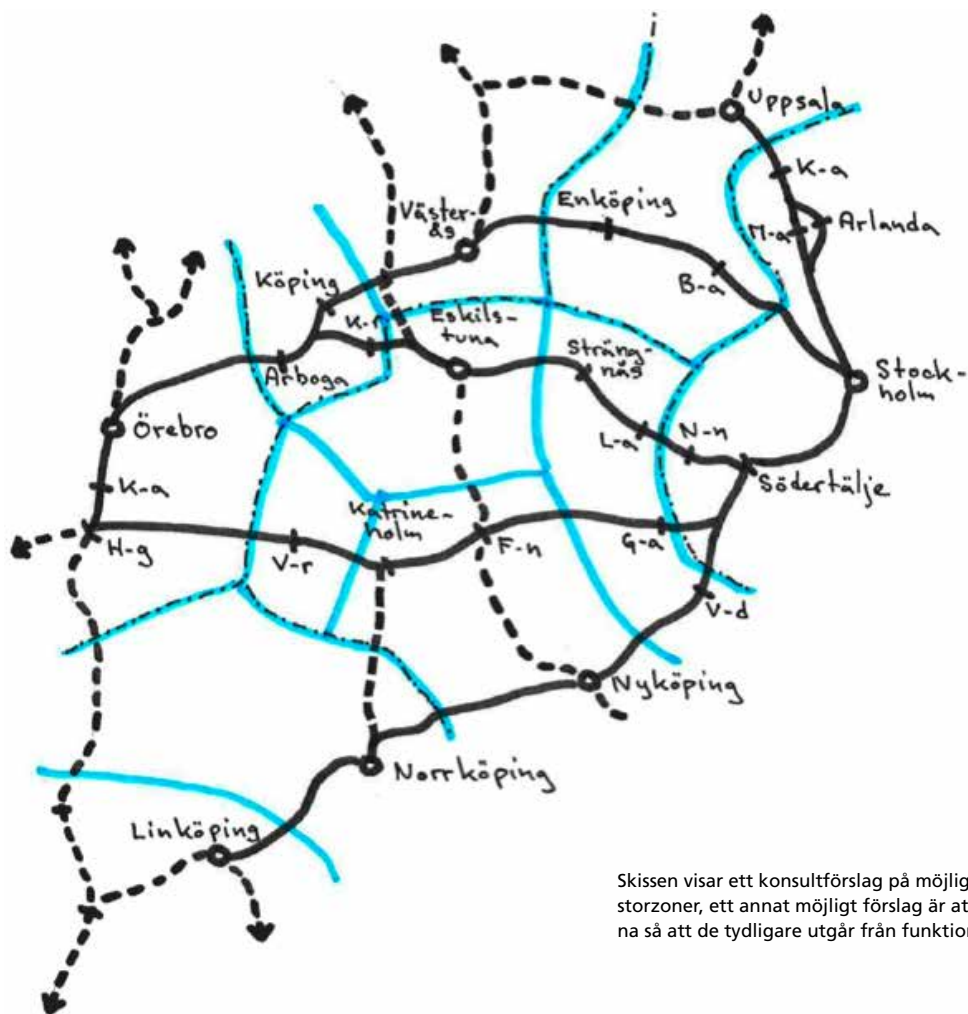 Uppsala
K-a
Väster-
ås
Enköping
M-a
Arlanda
Köping
B-a
K-r
Eskils-
tuna
Sträng-
näs
Arboga
Stock-
holm
Örebro
L-a
N-n
Södertälje
K-a
Katrine-
holm
H-g
V-r
F-n
G-a
V-d
Nyköping
Norrköping
Linköping
Skissen visar ett konsultförslag på möjlig
storzoner, ett annat möjligt förslag är at
na så att de tydligare utgår från funktion